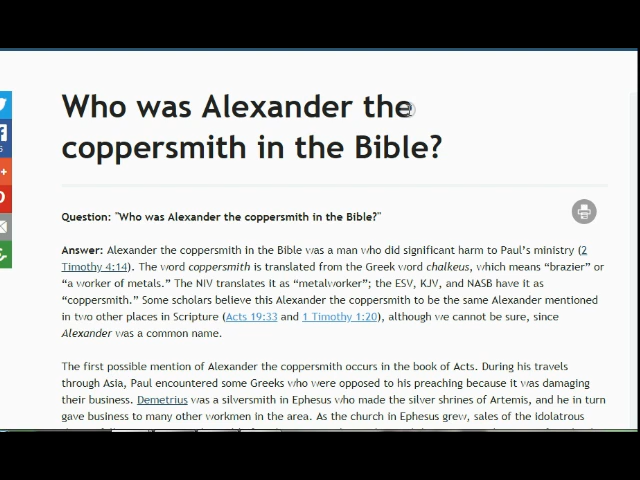 Who was Alexander the
coppersmith in the Bible?
Question: "Who was Alexander the coppersmith in the Bible?"
Answer: Alexander the coppersmith in the Bible was a man who did significant harm to Paul’s ministry (2
Timothy 4:14). The word coppersmith is translated from the Greek word chalkeus, which means “brazier” or
“a worker of metals.” The NIV translates it as “metalworker”; the ESV, KJV, and NASB have it as
“coppersmith.” Some scholars believe this Alexander the coppersmith to be the same Alexander mentioned
in two other places in Scripture (Acts 19:33 and 1 Timothy 1:20), although we cannot be sure, since
Alexander was a common name.
The first possible mention of Alexander the coppersmith occurs in the book of Acts. During his travels
through Asia, Paul encountered some Greeks who were opposed to his preaching because it was damaging
their business. Demetrius was a silversmith in Ephesus who made the silver shrines of Artemis, and he in turn
gave business to many other workmen in the area. As the church in Ephesus grew, sales of the idolatrous